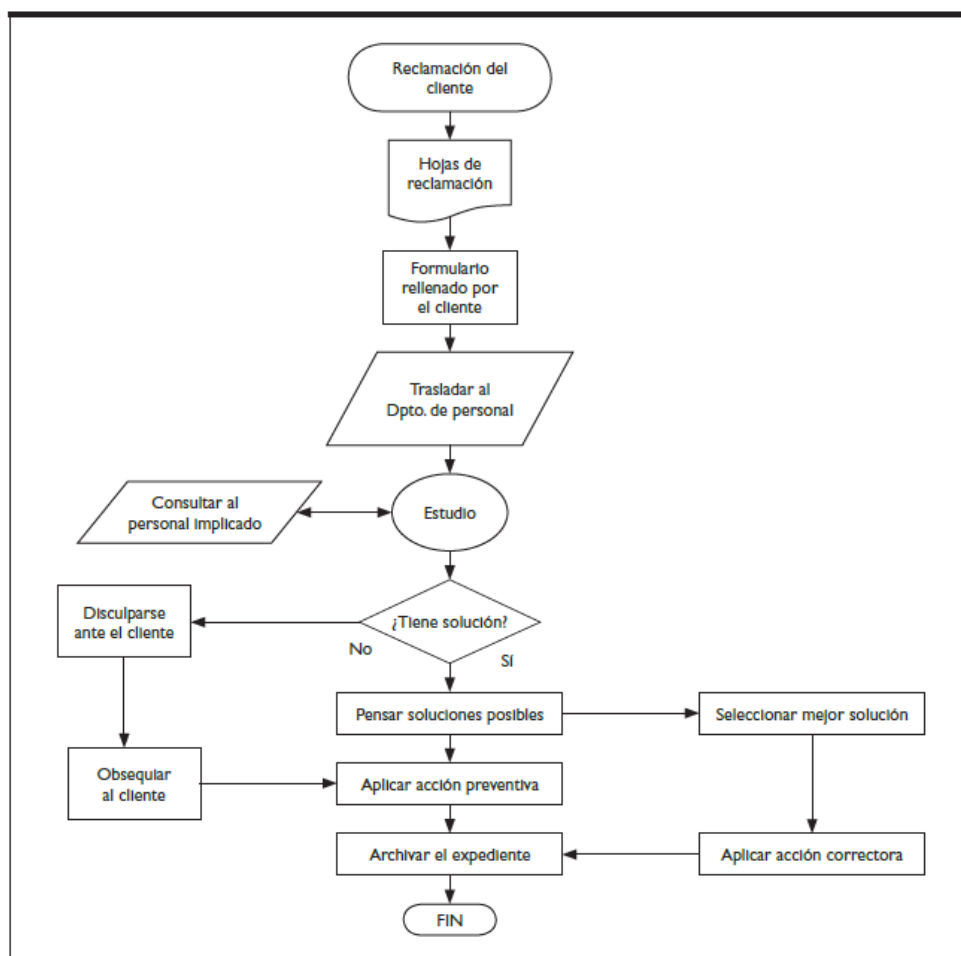 Reclamación del
cliente
Hojas de
reclamación
Formulario
rellenado por
el cliente
Trasladar al
Dpto. de personal
Consultar al
personal implicado
Estudio
Disculparse
ante el cliente
¿Tiene solución?
No
Sí
Pensar soluciones posibles
Seleccionar mejor solución
Obsequiar
al cliente
Aplicar acción preventiva
Archivar el expediente
Aplicar acción correctora
FIN